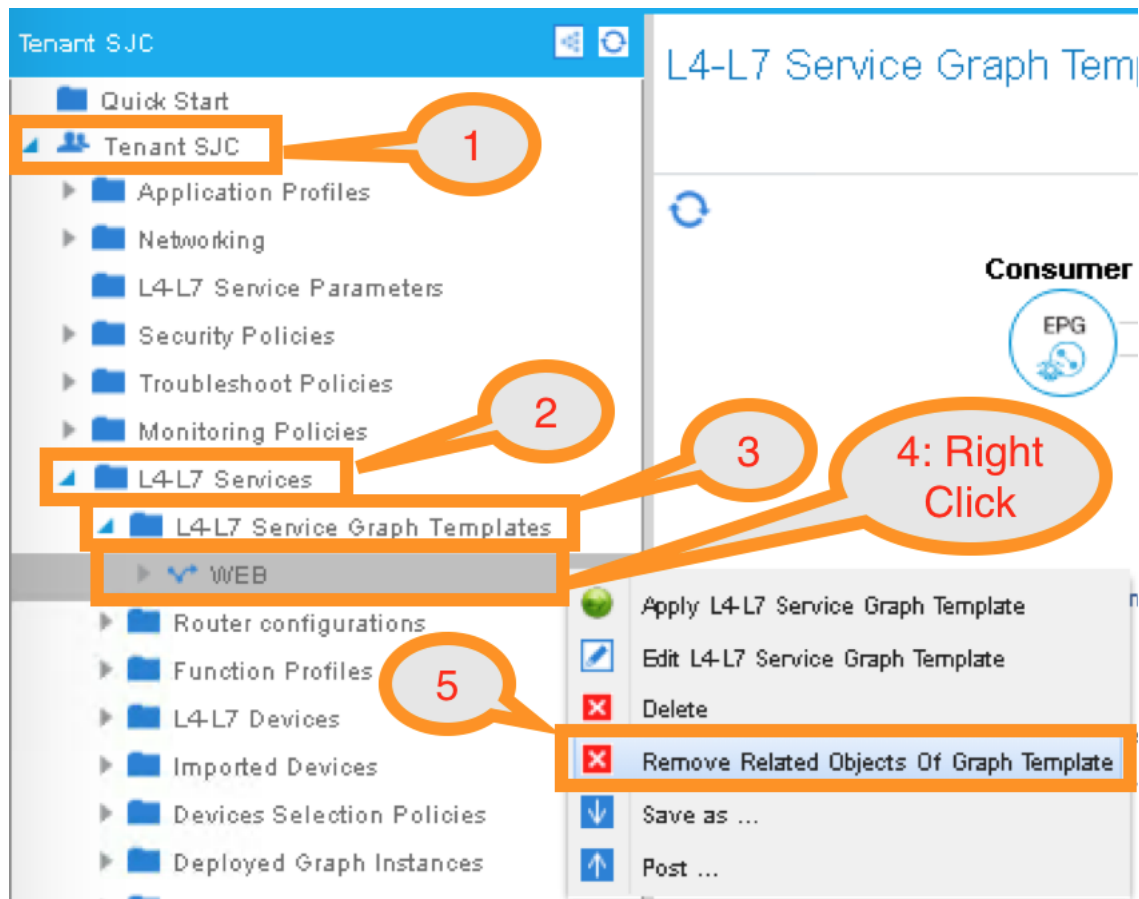 Tenant SJC
Quick Start
Tenant SJC
1
Application Profiles
Networking
L4-L7 Service Parameters
Security Policies
Troubleshoot Policies
Monitoring Policies
2
L4-L7 Services
3
L4-L7 Service Graph Templates
4: Right
Click
WEB
Router configurations
Function Profiles
5
L4-L7 Devices
Imported Devices
Devices Selection Policies
Deployed Graph Instances
L4-L7 Service Graph
Consumer
EPG
Apply L4-L7 Service Graph Template
Edit L4-L7 Service Graph Template
Delete
Remove Related Objects Of Graph Template
Save as ...
Post ...